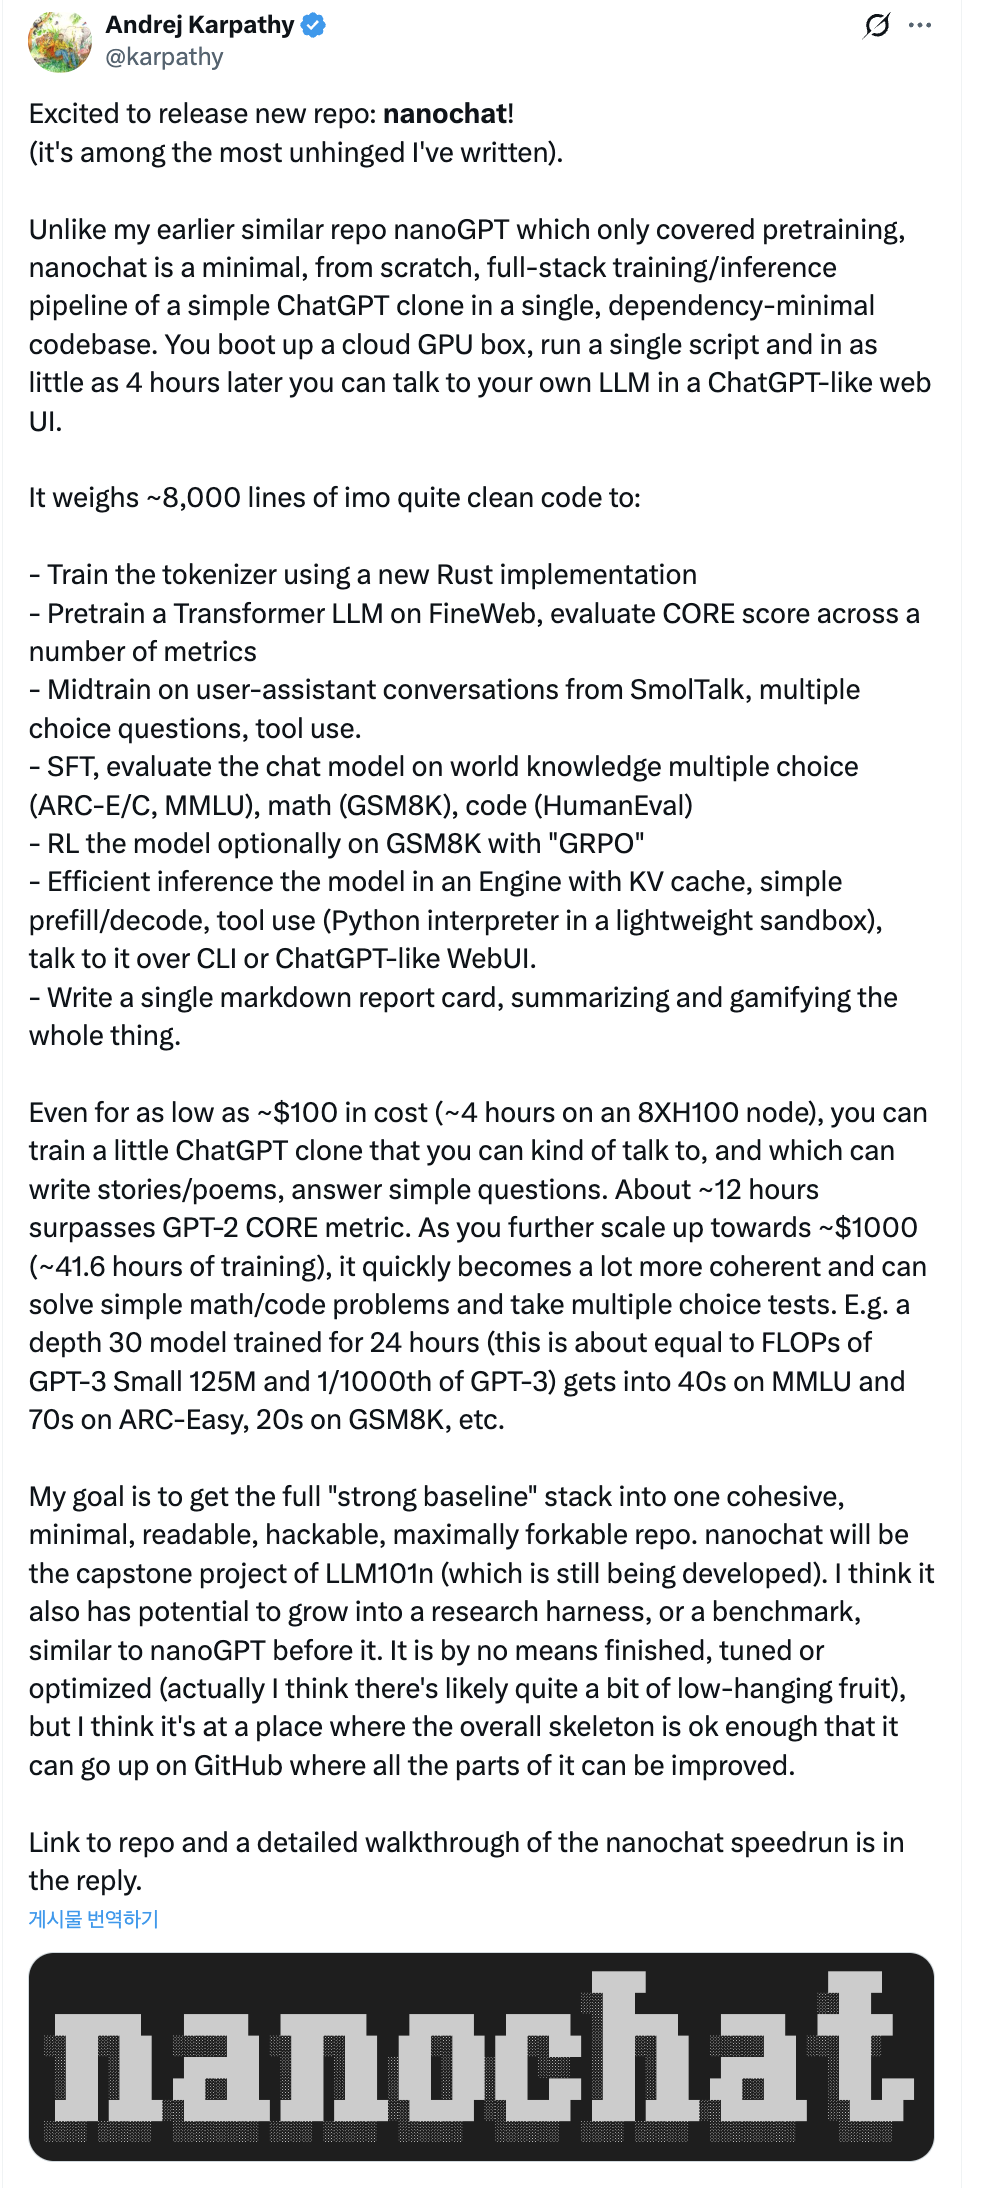 Andrej Karpathy
@karpathy
Excited to release new repo: nanochat!
(it's among the most unhinged I've written).
Unlike my earlier similar repo nanoGPT which only covered pretraining,
nanochat is a minimal, from scratch, full-stack training/inference
pipeline of a simple ChatGPT clone in a single, dependency-minimal
codebase. You boot up a cloud GPU box, run a single script and in as
little as 4 hours later you can talk to your own LLM in a ChatGPT-like web
UI.
It weighs ~8,000 lines of imo quite clean code to:
- Train the tokenizer using a new Rust implementation
- Pretrain a Transformer LLM on FineWeb, evaluate CORE score across a
number of metrics
- Midtrain on user-assistant conversations from SmolTalk, multiple
choice questions, tool use.
- SFT, evaluate the chat model on world knowledge multiple choice
(ARC-E/C, MMLU), math (GSM8K), code (HumanEval)
- RL the model optionally on GSM8K with "GRPO"
- Efficient inference the model in an Engine with KV cache, simple
prefill/decode, tool use (Python interpreter in a lightweight sandbox),
talk to it over CLI or ChatGPT-like WebUI.
- Write a single markdown report card, summarizing and gamifying the
whole thing.
Even for as low as ~$100 in cost (~4 hours on an 8XH100 node), you can
train a little ChatGPT clone that you can kind of talk to, and which can
write stories/poems, answer simple questions. About ~12 hours
surpasses GPT-2 CORE metric. As you further scale up towards ~$1000
(~41.6 hours of training), it quickly becomes a lot more coherent and can
solve simple math/code problems and take multiple choice tests. E.g. a
depth 30 model trained for 24 hours (this is about equal to FLOPs of
GPT-3 Small 125M and 1/1000th of GPT-3) gets into 40s on MMLU and
70s on ARC-Easy, 20s on GSM8K, etc.
My goal is to get the full "strong baseline" stack into one cohesive,
minimal, readable, hackable, maximally forkable repo. nanochat will be
the capstone project of LLM101n (which is still being developed). I think it
also has potential to grow into a research harness, or a benchmark,
similar to nanoGPT before it. It is by no means finished, tuned or
optimized (actually I think there's likely quite a bit of low-hanging fruit),
but I think it's at a place where the overall skeleton is ok enough that it
can go up on GitHub where all the parts of it can be improved.
Link to repo and a detailed walkthrough of the nanochat speedrun is in
the reply.
게시물 번역하기
nanochat